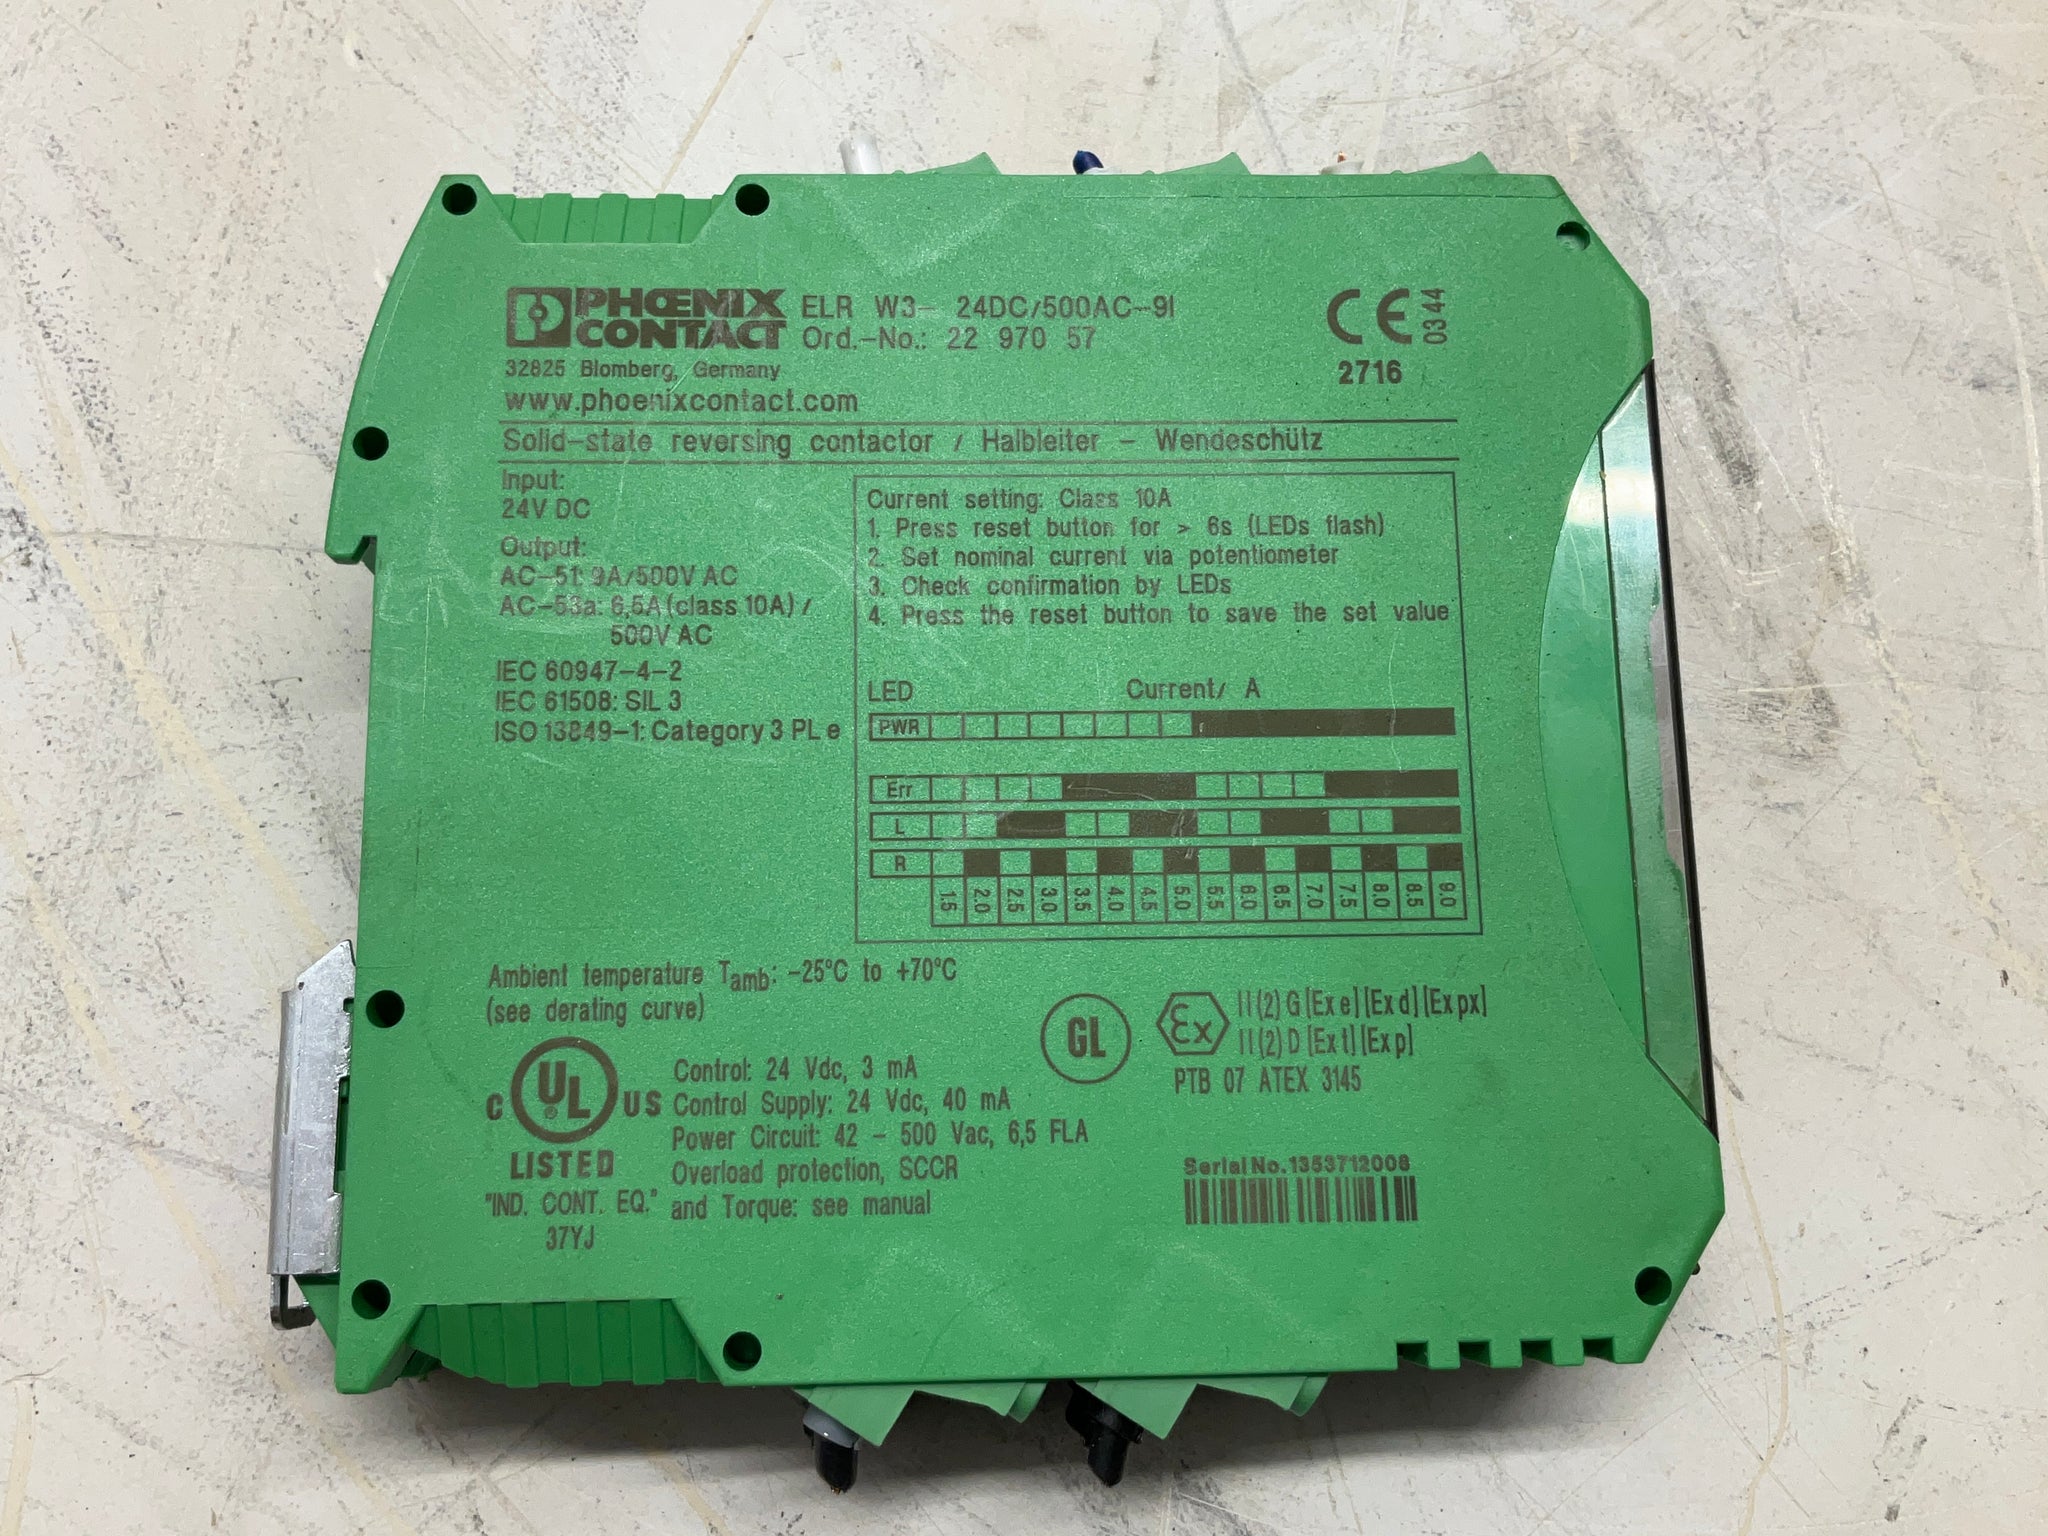 PHŒNIX CONTACT
ELR W3- 24DC/500AC-9I
Ord.-No.: 22 970 57
CE 0344
2716
32825 Blomberg, Germany
www.phoenixcontact.com
Solid-state reversing contactor / Halbleiter - Wendeschütz
Input:
24V DC
Output:
AC-51: 9A/500V AC
AC-53a: 6,5A (class 10A) /
500V AC
IEC 60947-4-2
IEC 61508: SIL 3
ISO 13849-1: Category 3 PL e
Current setting: Class 10A
1. Press reset button for > 6s (LEDs flash)
2. Set nominal current via potentiometer
3. Check confirmation by LEDs
4. Press the reset button to save the set value
LED Current/ A
PWR
Err
L
R
1.5 2.0 2.5 3.0 3.5 4.0 4.5 5.0 5.5 6.0 6.5 7.0 7.5 8.0 8.5 9.0
Ambient temperature Tamb: -25°C to +70°C
(see derating curve)
C UL ® US
LISTED
"IND. CONT. EQ."
37YJ
Control: 24 Vdc, 3 mA
Control Supply: 24 Vdc, 40 mA
Power Circuit: 42 - 500 Vac, 6,5 FLA
Overload protection, SCCR
and Torque: see manual
GL
Ex II (2) G [Ex e] [Ex d] [Ex px]
II (2) D [Ex t] [Ex p]
PTB 07 ATEX 3145
Serial No. 1353712008